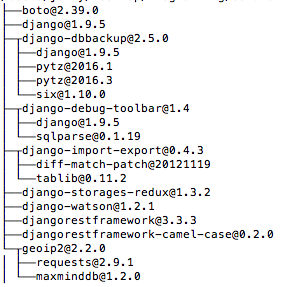 boto@2.39.0
django@1.9.5
django-dbbackup@2.5.0
django@1.9.5
pytz@2016.1
pytz@2016.3
six@1.10.0
django-debug-toolbar@1.4
django@1.9.5
sqlparse@0.1.19
django-import-export@0.4.3
diff-match-patch@20121119
tablib@0.11.2
django-storages-redux@1.3.2
django-watson@1.2.1
djangorestframework@3.3.3
djangorestframework-camel-case@0.2.0
geoip2@2.2.0
requests@2.9.1
maxminddb@1.2.0